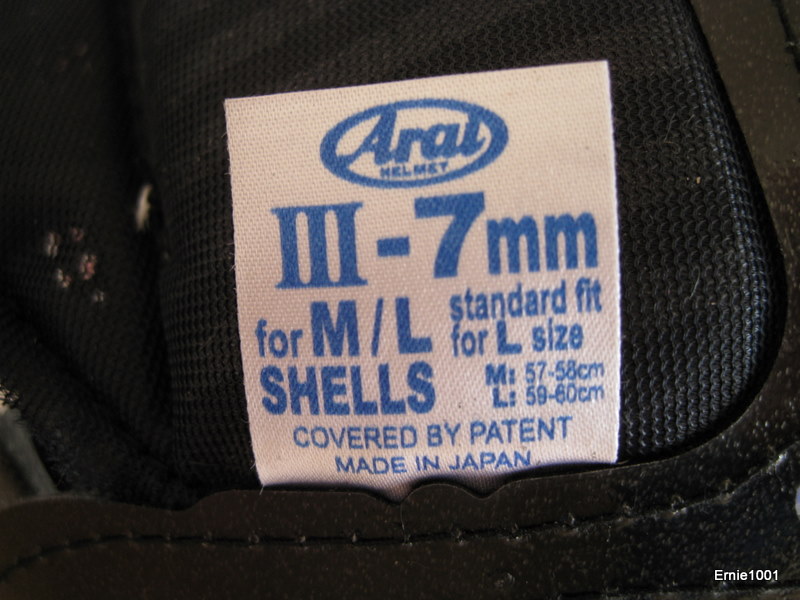 Arai
HELMET
III-7mm
for M/L
SHELLS
standard fit
for L size
M: 57-58cm
L: 59-60cm
COVERED BY PATENT
MADE IN JAPAN
Ernie1001